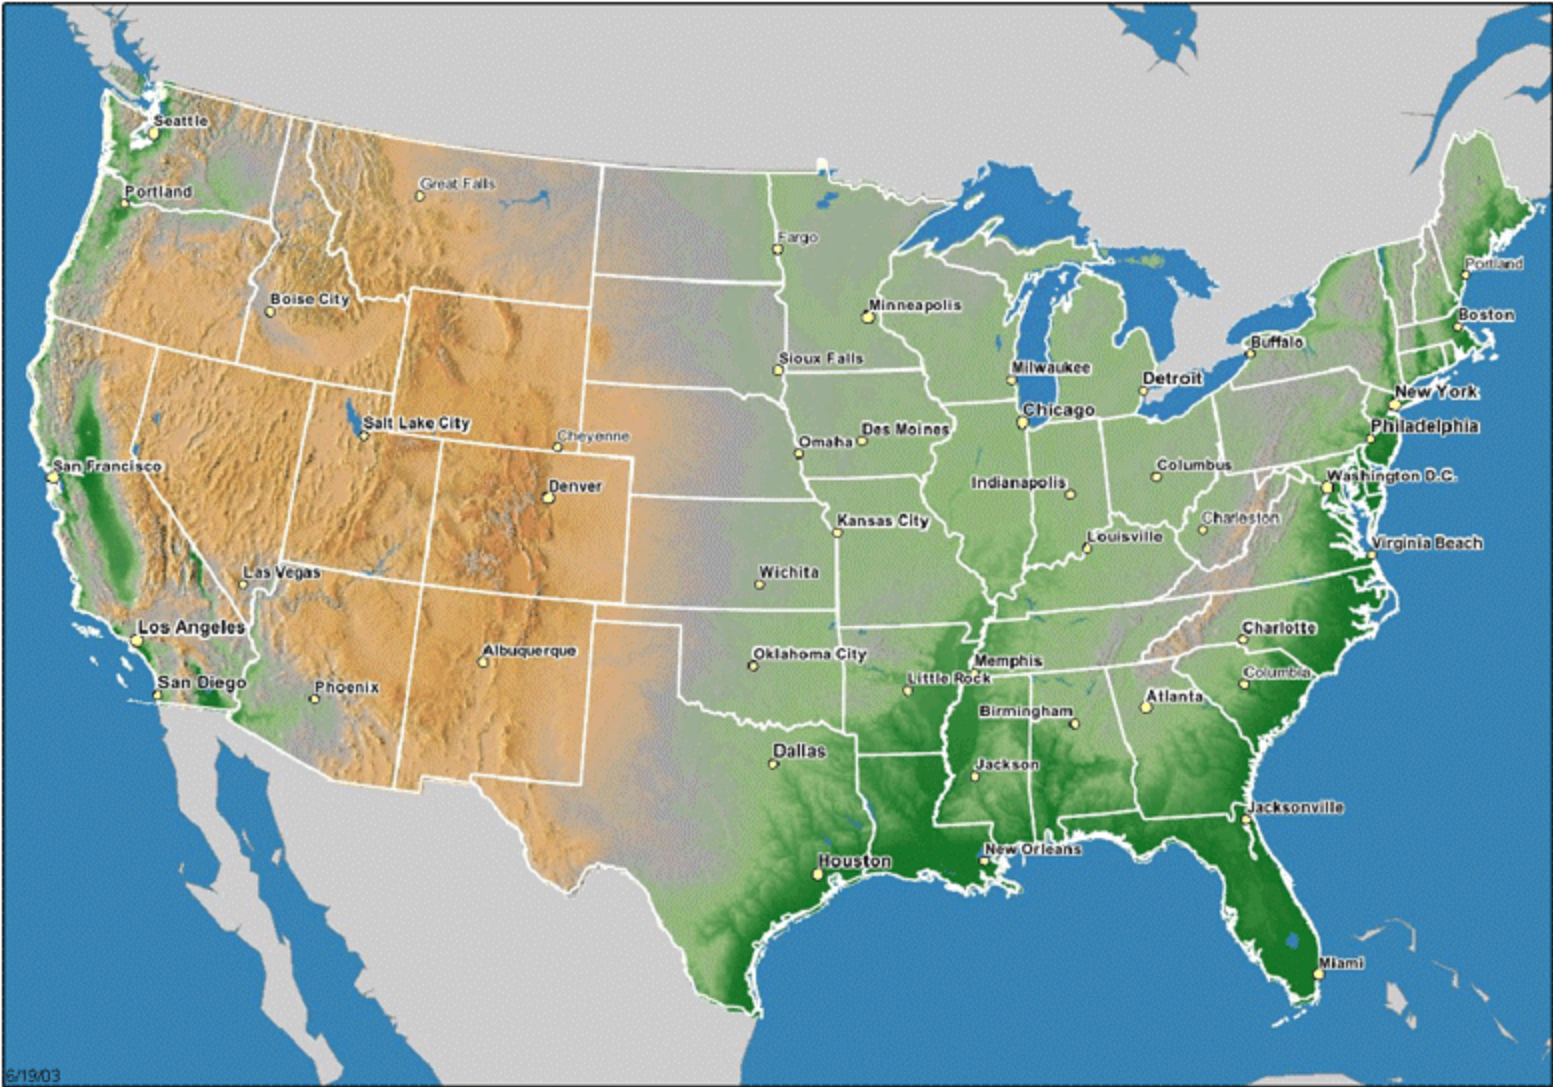 Seattle
Portland
Great Falls
Fargo
Portland
Boise City
Minneapolis
Boston
Buffalo
Sioux Falls
Milwaukee
Detroit
New York
Chicago
Salt Lake City
Cheyenne
Omaha
Des Moines
Philadelphia
San Francisco
Columbus
Washington D.C.
Denver
Indianapolis
Kansas City
Charleston
Louisville
Virginia Beach
Las Vegas
Wichita
Los Angeles
Charlotte
Albuquerque
Oklahoma City
Memphis
Columbia
San Diego
Phoenix
Little Rock
Atlanta
Birmingham
Dallas
Jackson
Jacksonville
Houston
New Orleans
Miami
6/19/03